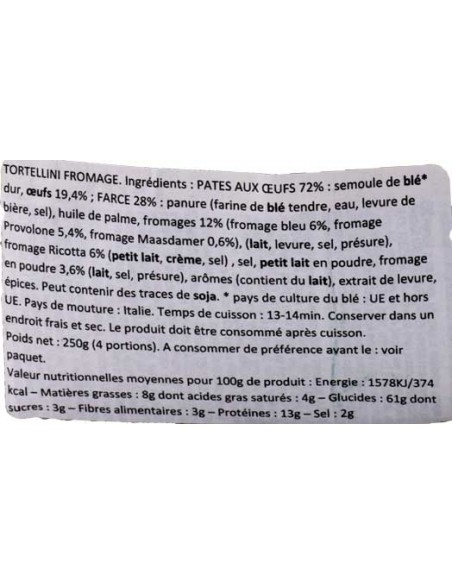 TORTELLINI FROMAGE. Ingrédients : PATES AUX ŒUFS 72% : semoule de blé*
dur, œufs 19,4% ; FARCE 28% : panure (farine de blé tendre, eau, levure de
bière, sel), huile de palme, fromages 12% (fromage bleu 6%, fromage
Provolone 5,4%, fromage Maasdamer 0,6%), (lait, levure, sel, présure),
fromage Ricotta 6% (petit lait, crème, sel) , sel, petit lait en poudre, fromage
en poudre 3,6% (lait, sel, présure), arômes (contient du lait), extrait de levure,
épices. Peut contenir des traces de soja. * pays de culture du blé : UE et hors
UE. Pays de mouture : Italie. Temps de cuisson : 13-14min. Conserver dans un
endroit frais et sec. Le produit doit être consommé après cuisson.
Poids net : 250g (4 portions). A consommer de préférence avant le : voir
paquet.
Valeur nutritionnelles moyennes pour 100g de produit : Energie : 1578KJ/374
kcal – Matières grasses : 8g dont acides gras saturés : 4g – Glucides : 61g dont
sucres : 3g – Fibres alimentaires : 3g – Protéines : 13g – Sel : 2g